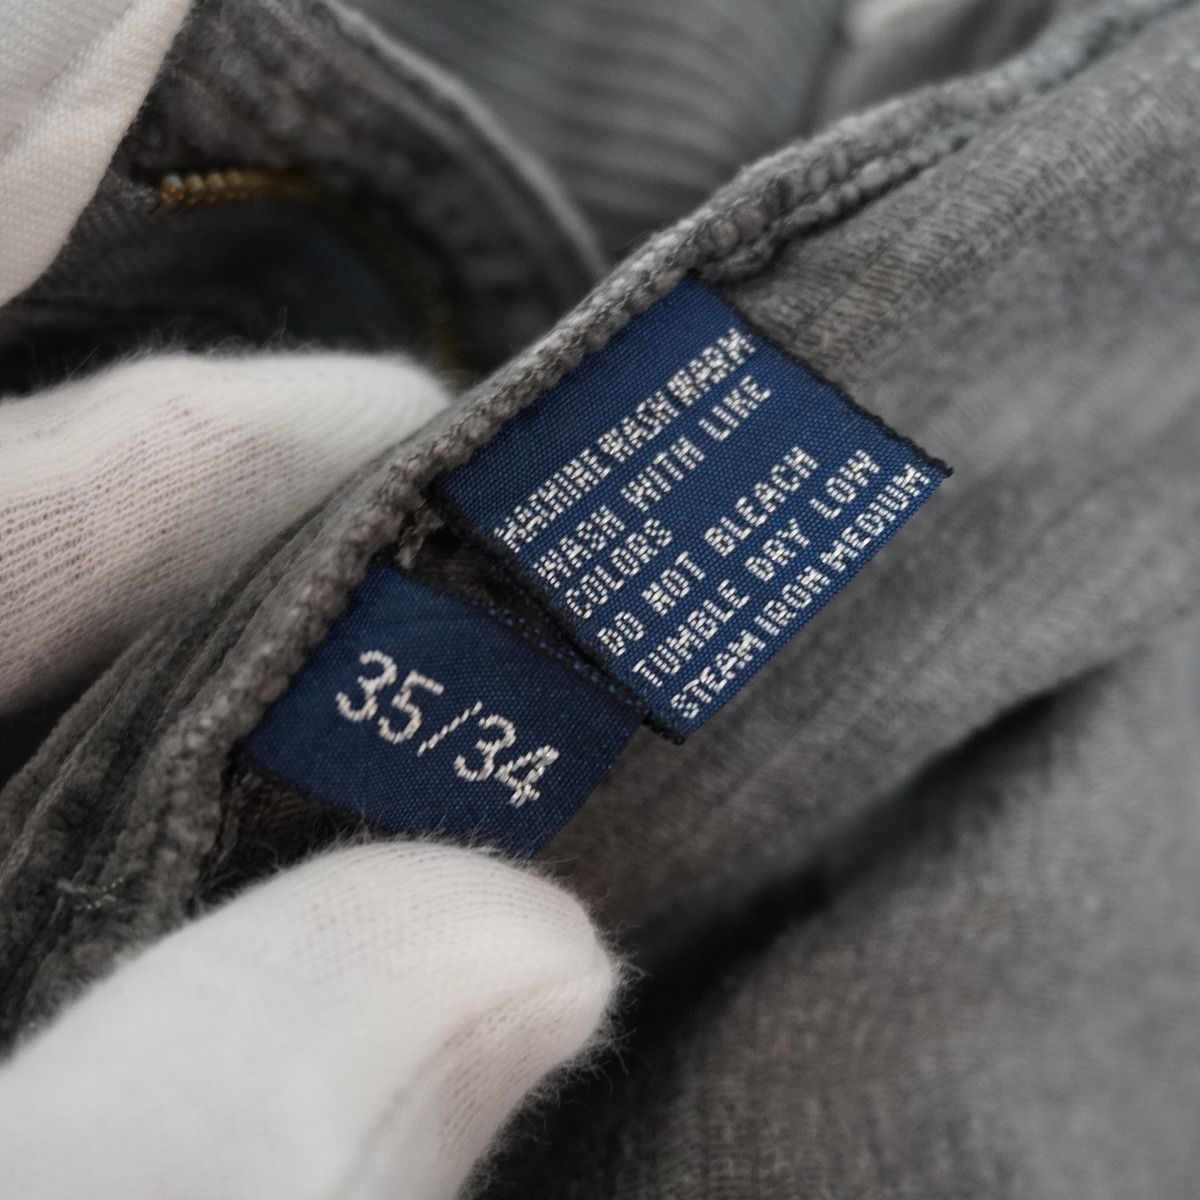 MACHINE WASH WARM
WASH WITH LIKE
COLORS
DO NOT BLEACH
TUMBLE DRY LOW
STEAM IRON MEDIUM
35/34